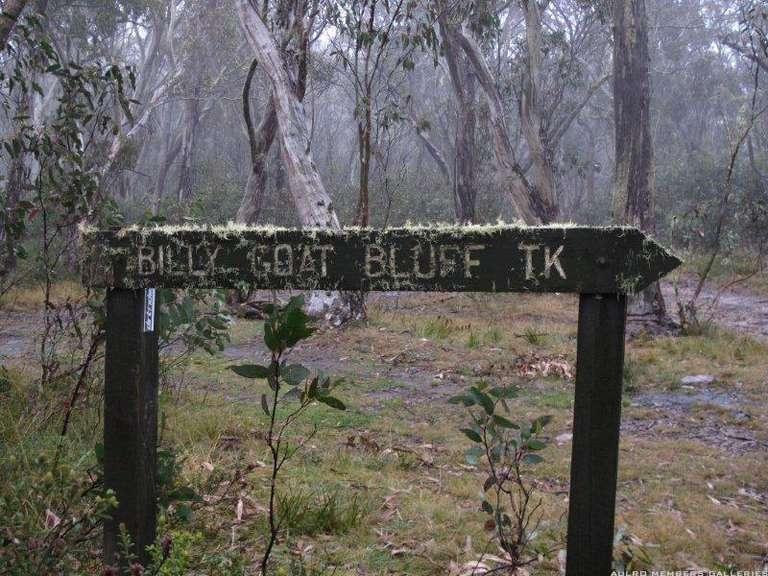 BILLY GOAT BLUFF TK
AULRO MEMBERS GALLERIES